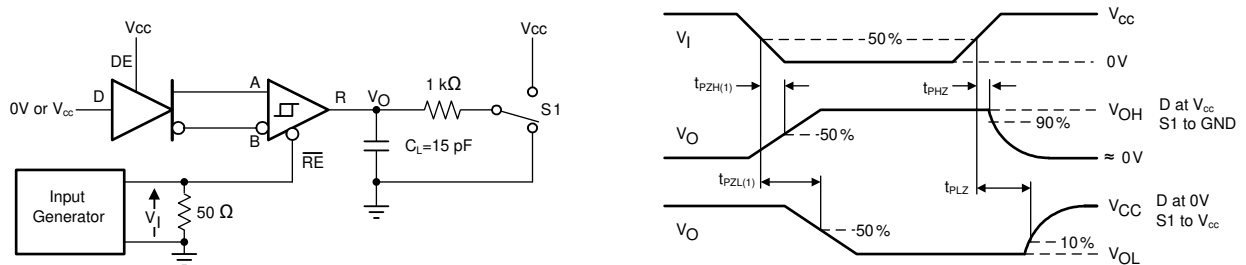 Vcc
DE
D
0V or Vcc
A
B
R
VO
1 kΩ
Vcc
S1
CL=15 pF
RE
Input
Generator
VI
50 Ω
VI
50%
Vcc
0V
tPZH(1)
tPHZ
VO
50%
VOH
90%
≈ 0V
D at Vcc
S1 to GND
tPZL(1)
tPLZ
VO
50%
VCC
10%
VOL
D at 0V
S1 to Vcc